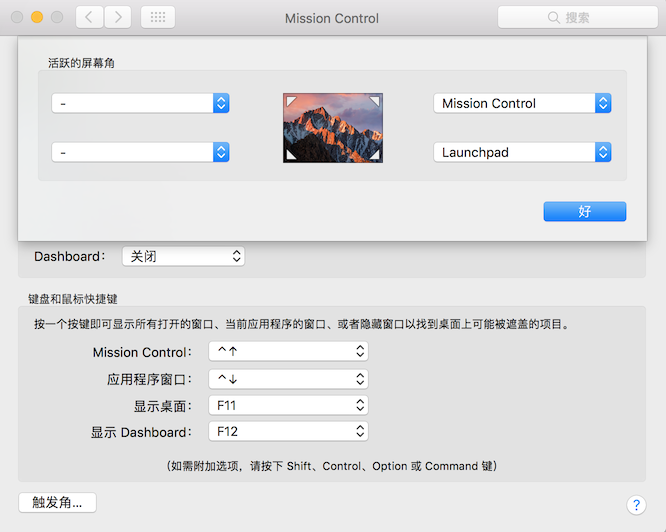 Mission Control
搜索
活跃的屏幕角
-
Mission Control
-
Launchpad
好
Dashboard： 关闭
键盘和鼠标快捷键
按一个按键即可显示所有打开的窗口、当前应用程序的窗口、或者隐藏窗口以找到桌面上可能被遮盖的项目。
Mission Control： ^↑
应用程序窗口： ^↓
显示桌面： F11
显示 Dashboard： F12
（如需附加选项，请按下 Shift、Control、Option 或 Command 键）
触发角...
?